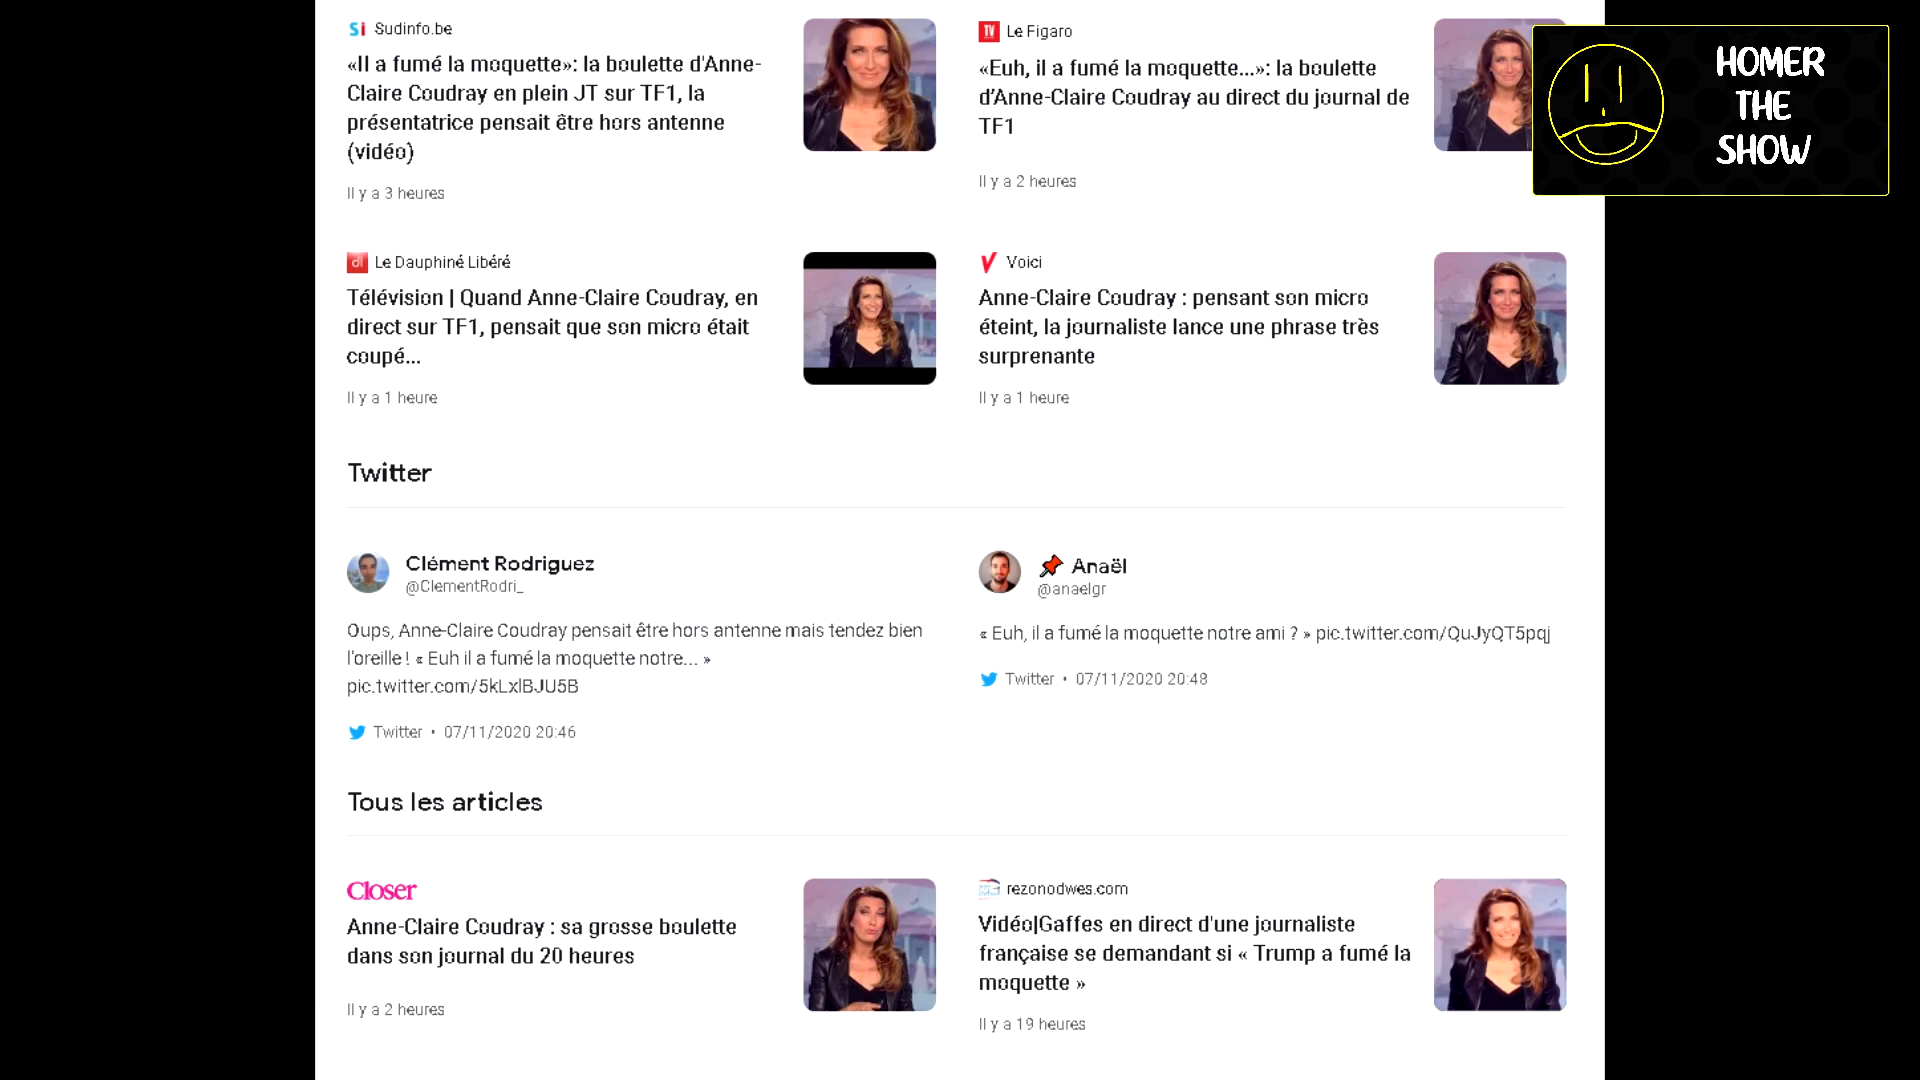 Sudinfo.be
«Il a fumé la moquette»: la boulette d'Anne-
Claire Coudray en plein JT sur TF1, la
présentatrice pensait être hors antenne
(vidéo)
Il y a 3 heures
Le Figaro
«Euh, il a fumé la moquette...»: la boulette
d'Anne-Claire Coudray au direct du journal de
TF1
Il y a 2 heures
HOMER
THE
SHOW
Le Dauphiné Libéré
Télévision | Quand Anne-Claire Coudray, en
direct sur TF1, pensait que son micro était
coupé...
Il y a 1 heure
Voici
Anne-Claire Coudray : pensant son micro
éteint, la journaliste lance une phrase très
surprenante
Il y a 1 heure
Twitter
Clément Rodriguez
@ClementRodri_
Oups, Anne-Claire Coudray pensait être hors antenne mais tendez bien
l'oreille ! « Euh il a fumé la moquette notre... »
pic.twitter.com/5kLxlBJU5B
Twitter • 07/11/2020 20:46
Anaël
@anaelgr
« Euh, il a fumé la moquette notre ami ? » pic.twitter.com/QuJyQT5pqj
Twitter • 07/11/2020 20:48
Tous les articles
Closer
Anne-Claire Coudray : sa grosse boulette
dans son journal du 20 heures
Il y a 2 heures
rezonodwes.com
Vidéo|Gaffes en direct d'une journaliste
française se demandant si « Trump a fumé la
moquette »
Il y a 19 heures